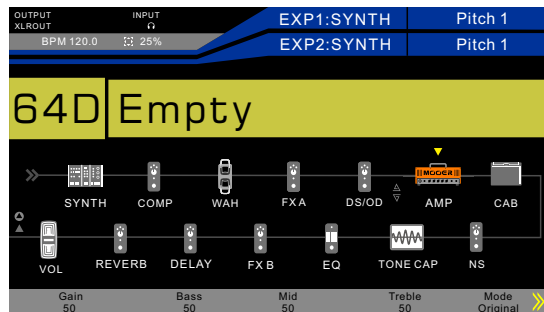 OUTPUT INPUT
XLROUT
BPM 120.0 25%
EXP1:SYNTH Pitch 1
EXP2:SYNTH Pitch 1
64D Empty
MOOER
SYNTH COMP WAH FX A DS/OD AMP CAB
VOL REVERB DELAY FX B EQ TONE CAP NS
Gain Bass Mid Treble Mode
50 50 50 50 Original